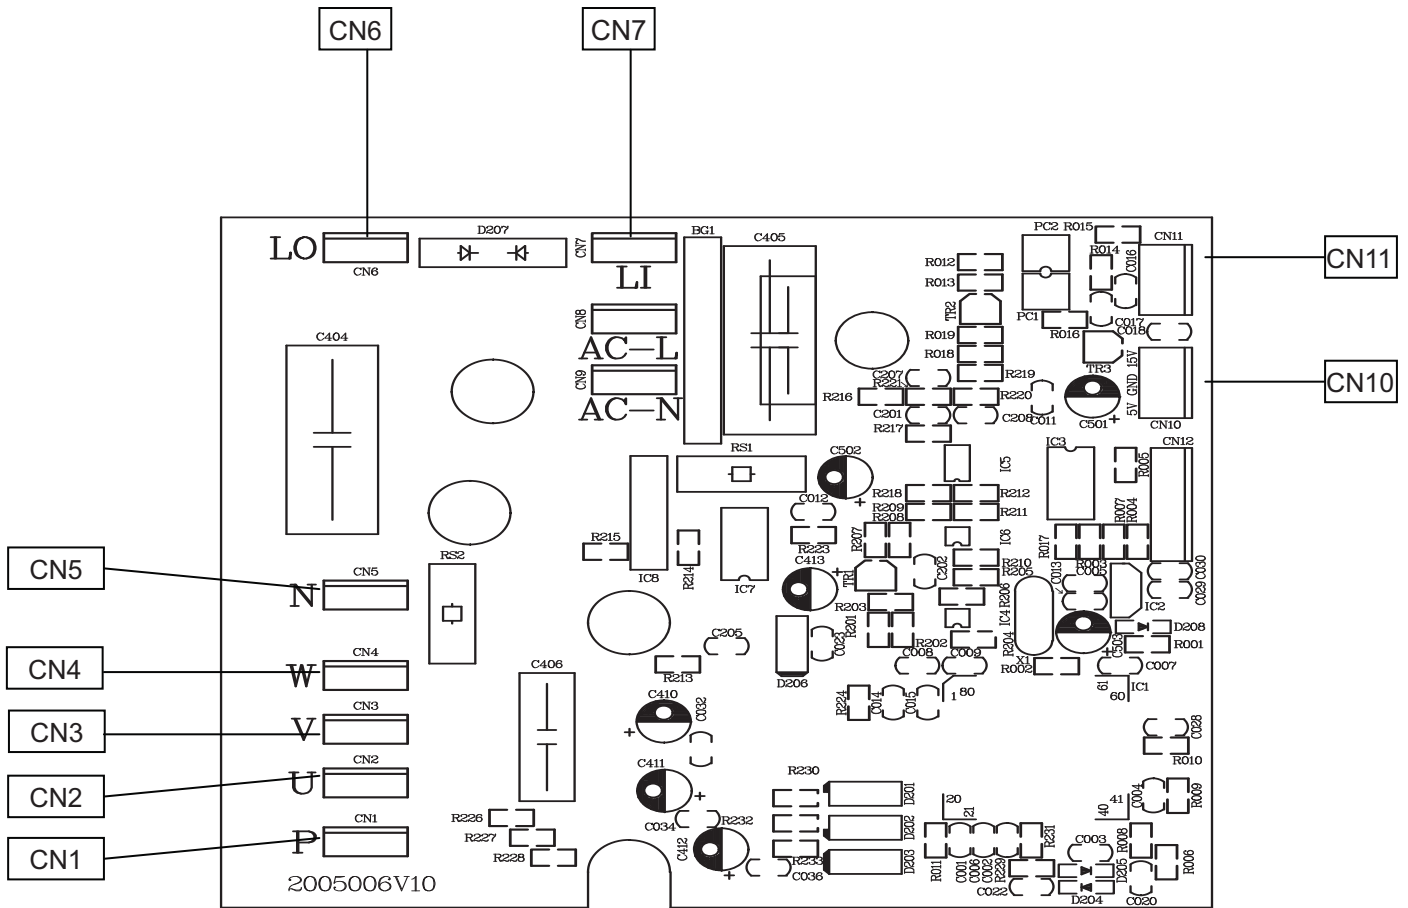 CN6
CN7
LO
CN6
D207
CN7
LI
BG1
C405
PC2
R015
R014
C016
CN11
CN11
R012
R013
TR2
PC1
R016
C017
C018
CN8
AC-L
R019
R018
TR3
C404
CN9
AC-N
C207
R221
R219
R216
R220
C201
C208
C011
C501
+
5V GND 15V
CN10
CN10
R217
RS1
C502
+
IC5
IC3
R005
CN12
C012
R218
R212
R209
R211
R208
R007
R004
R215
IC8
R214
IC7
R223
R207
IC6
R017
R003
C413
+
TR1
C202
R210
R205
C013
C005
C030
C029
IC2
RS2
CN5
N
CN5
R203
R206
R201
R202
IC4
R204
X1
C503
+
D208
R001
C205
C023
C008
C009
R002
C007
CN4
W
CN4
C406
R213
D206
R224
C014
C015
1
80
61
60
IC1
CN3
V
CN3
C410
+
C032
C028
R010
CN2
U
CN2
C411
+
R230
D201
20
21
41
40
C004
R009
R226
C034
R232
D202
CN1
P
CN1
R227
R228
C412
+
R233
C036
D203
R011
C001
C006
C002
R229
R231
C022
R008
C003
D205
D204
C020
R006
2005006V10